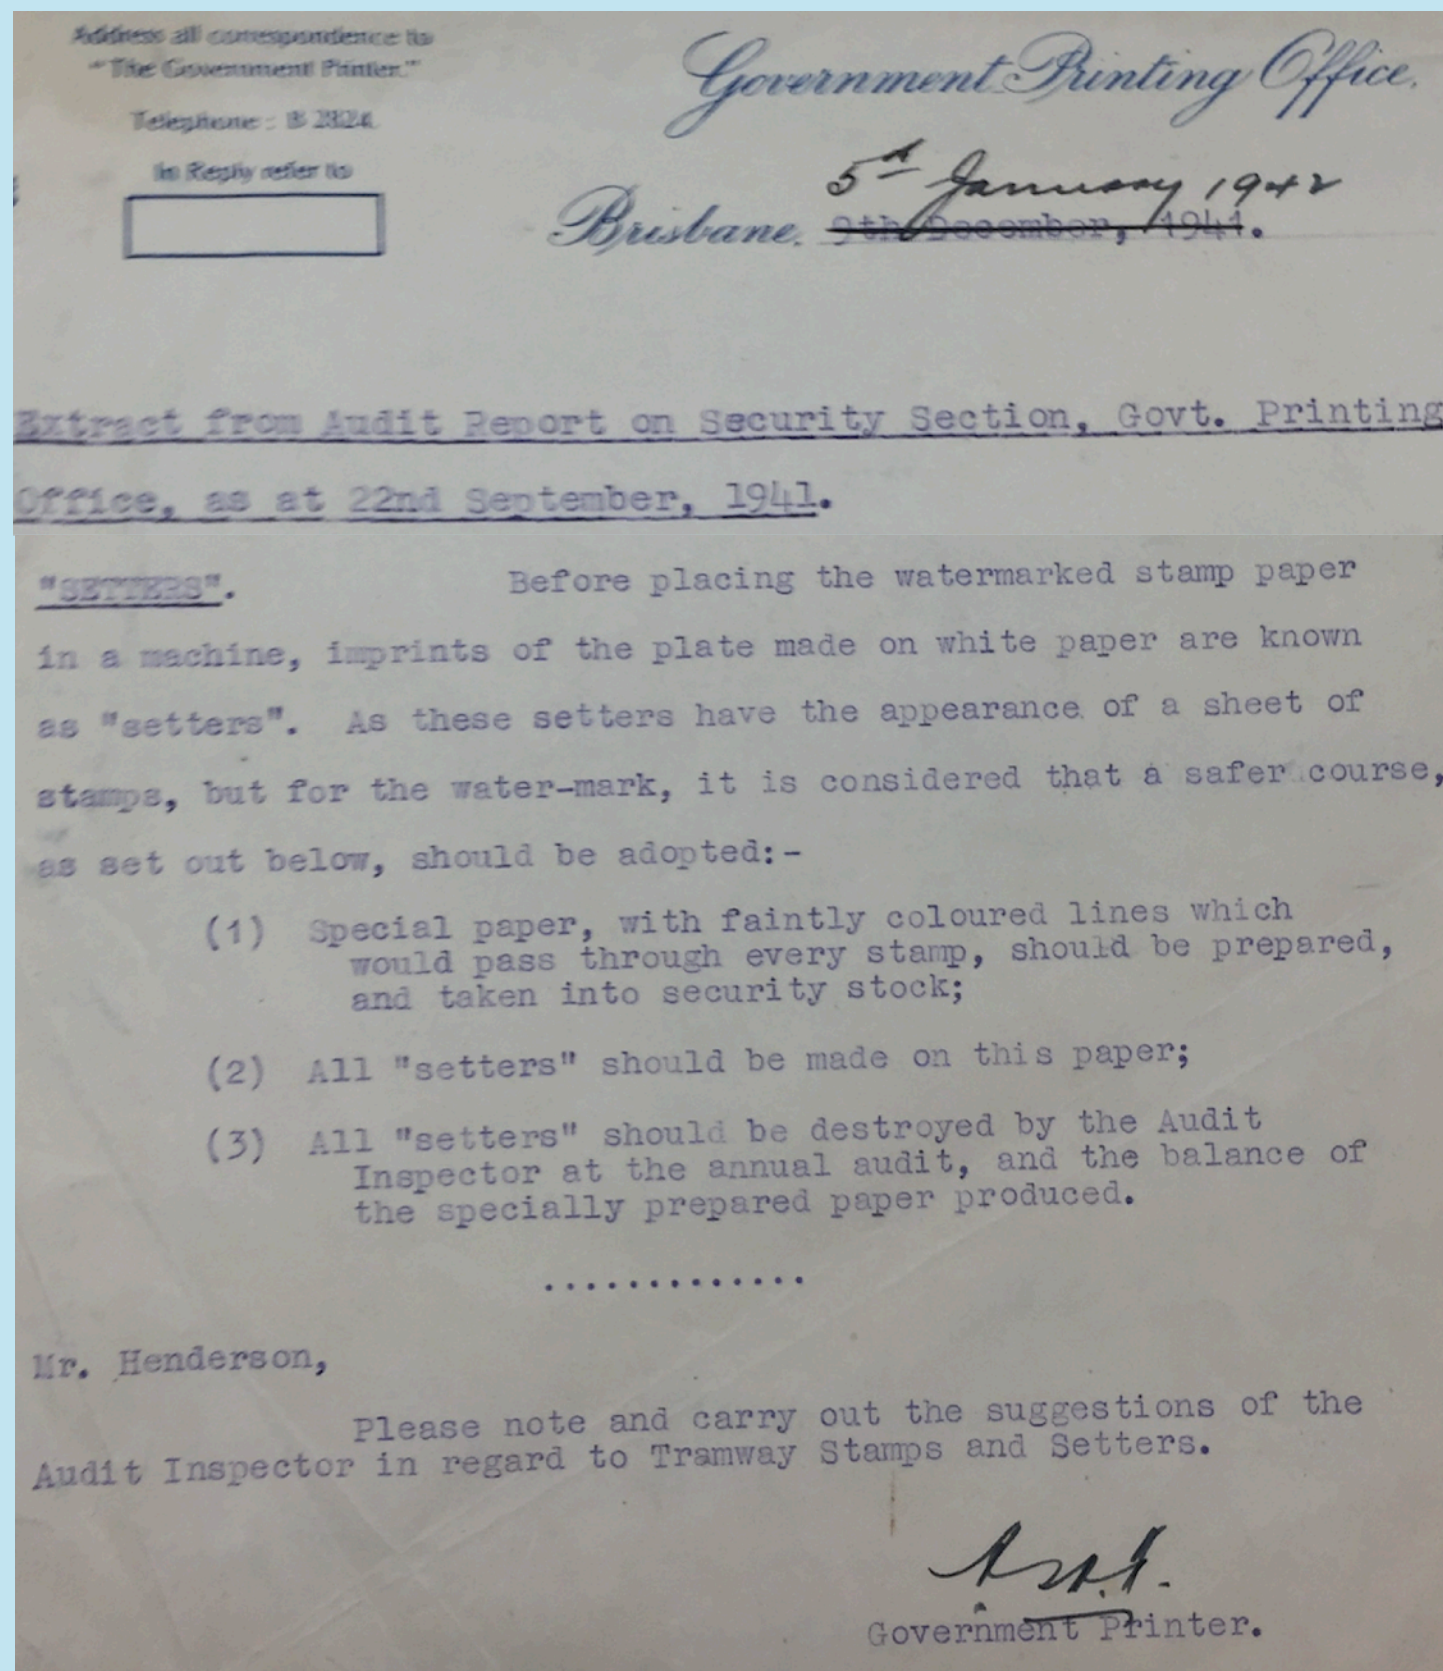 Address all correspondence to
"The Government Printer."
Telephone: B
In Reply refer to
Government Printing Office.
5th January 1942
Brisbane. 9th December, 1941.
Extract from Audit Report on Security Section, Govt. Printing
Office, as at 22nd September, 1941.
"SETTERS". Before placing the watermarked stamp paper
in a machine, imprints of the plate made on white paper are known
as "setters". As these setters have the appearance of a sheet of
stamps, but for the water-mark, it is considered that a safer course,
as set out below, should be adopted:-
(1) Special paper, with faintly coloured lines which
would pass through every stamp, should be prepared,
and taken into security stock;
(2) All "setters" should be made on this paper;
(3) All "setters" should be destroyed by the Audit
Inspector at the annual audit, and the balance of
the specially prepared paper produced.
.............
Mr. Henderson,
Please note and carry out the suggestions of the
Audit Inspector in regard to Tramway Stamps and Setters.
Government Printer.